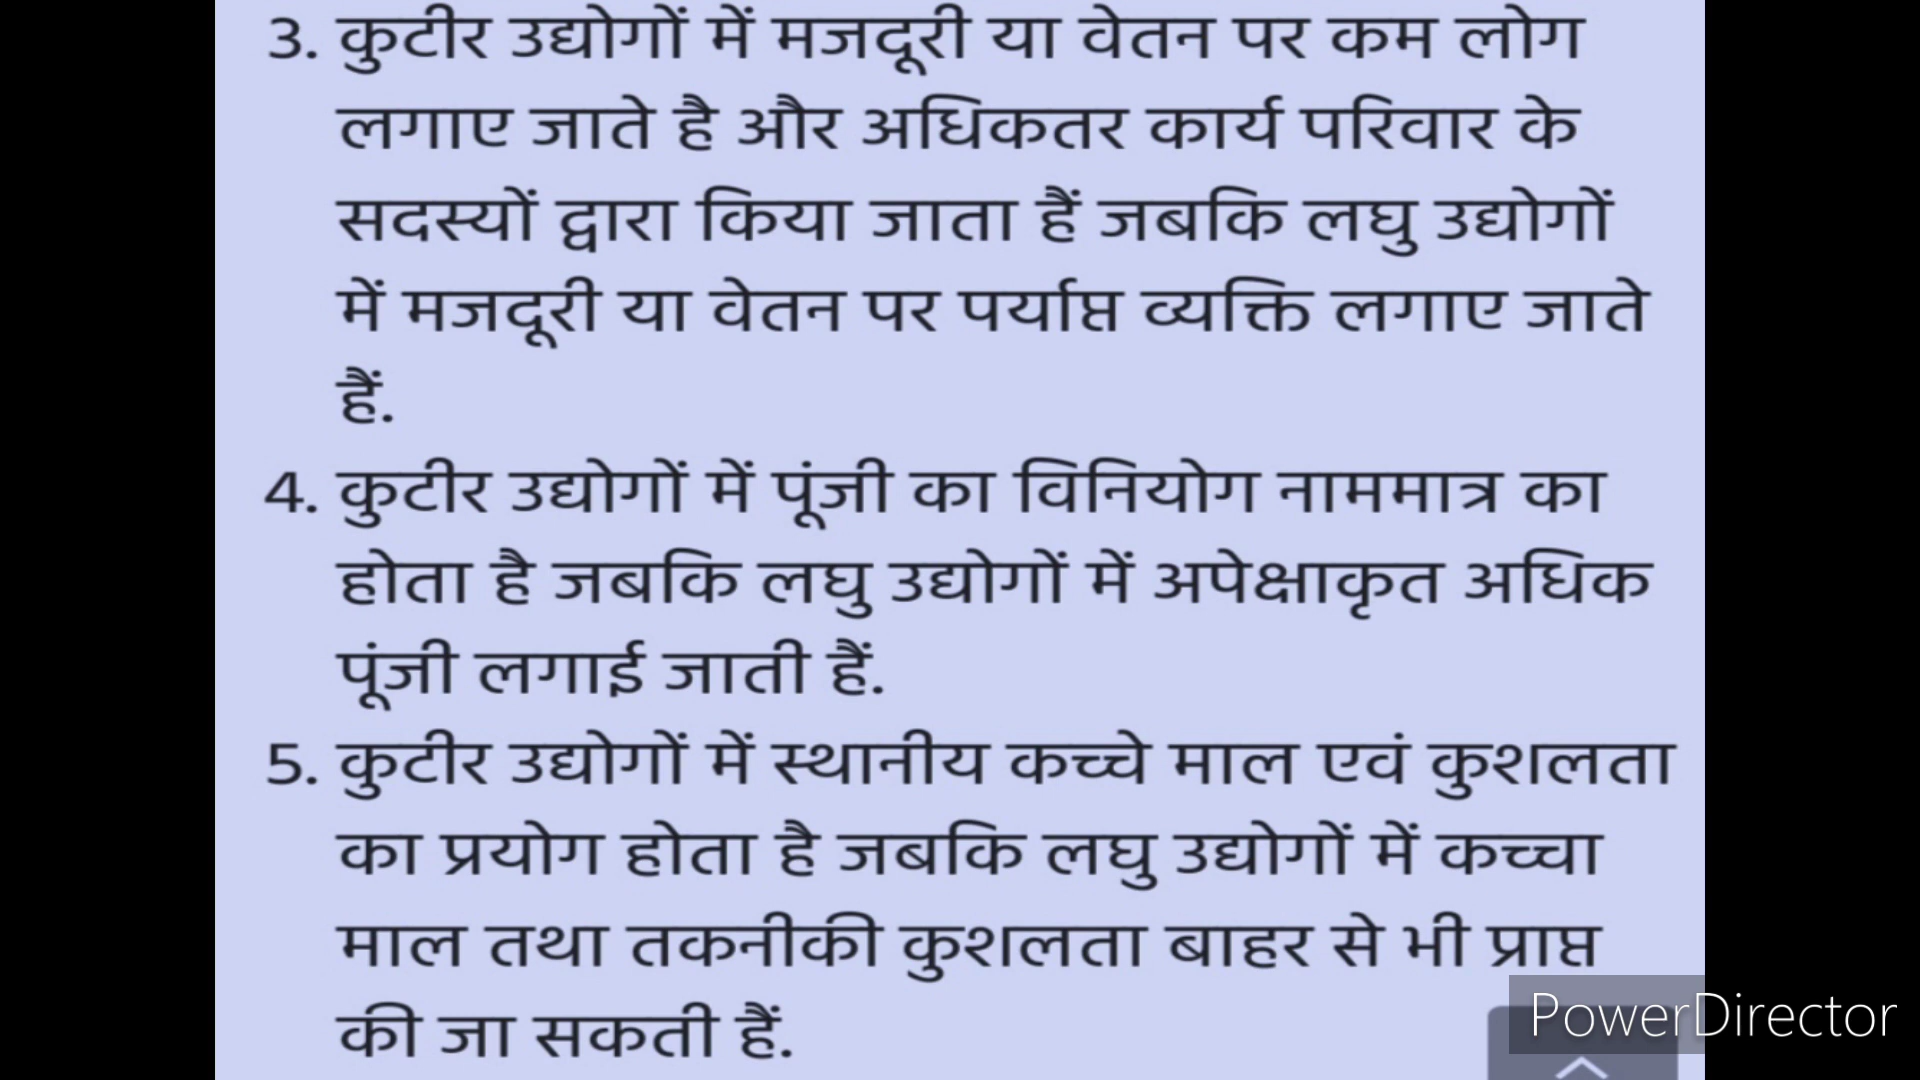 3. कुटीर उद्योगों में मजदूरी या वेतन पर कम लोग
लगाए जाते है और अधिकतर कार्य परिवार के
सदस्यों द्वारा किया जाता हैं जबकि लघु उद्योगों
में मजदूरी या वेतन पर पर्याप्त व्यक्ति लगाए जाते
हैं.
4. कुटीर उद्योगों में पूंजी का विनियोग नाममात्र का
होता है जबकि लघु उद्योगों में अपेक्षाकृत अधिक
पूंजी लगाई जाती हैं.
5. कुटीर उद्योगों में स्थानीय कच्चे माल एवं कुशलता
का प्रयोग होता है जबकि लघु उद्योगों में कच्चा
माल तथा तकनीकी कुशलता बाहर से भी प्राप्त
की जा सकती हैं.
PowerDirector